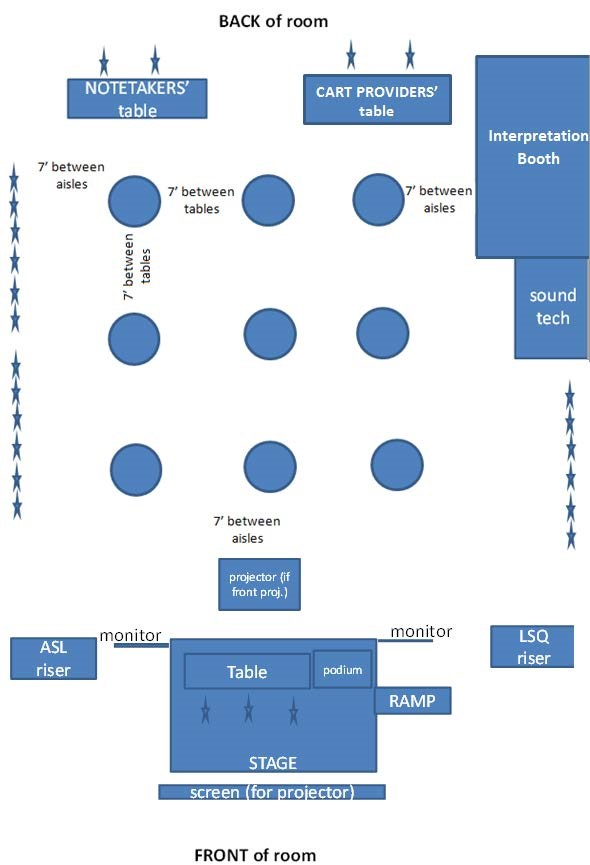 BACK of room
NOTETAKERS’
table
CART PROVIDERS’
table
Interpretation
Booth
7’ between
aisles
7’ between
tables
7’ between
aisles
7’ between
tables
sound
tech
7’ between
aisles
projector (if
front proj.)
monitor
monitor
ASL
riser
LSQ
riser
Table
podium
RAMP
STAGE
screen (for projector)
FRONT of room